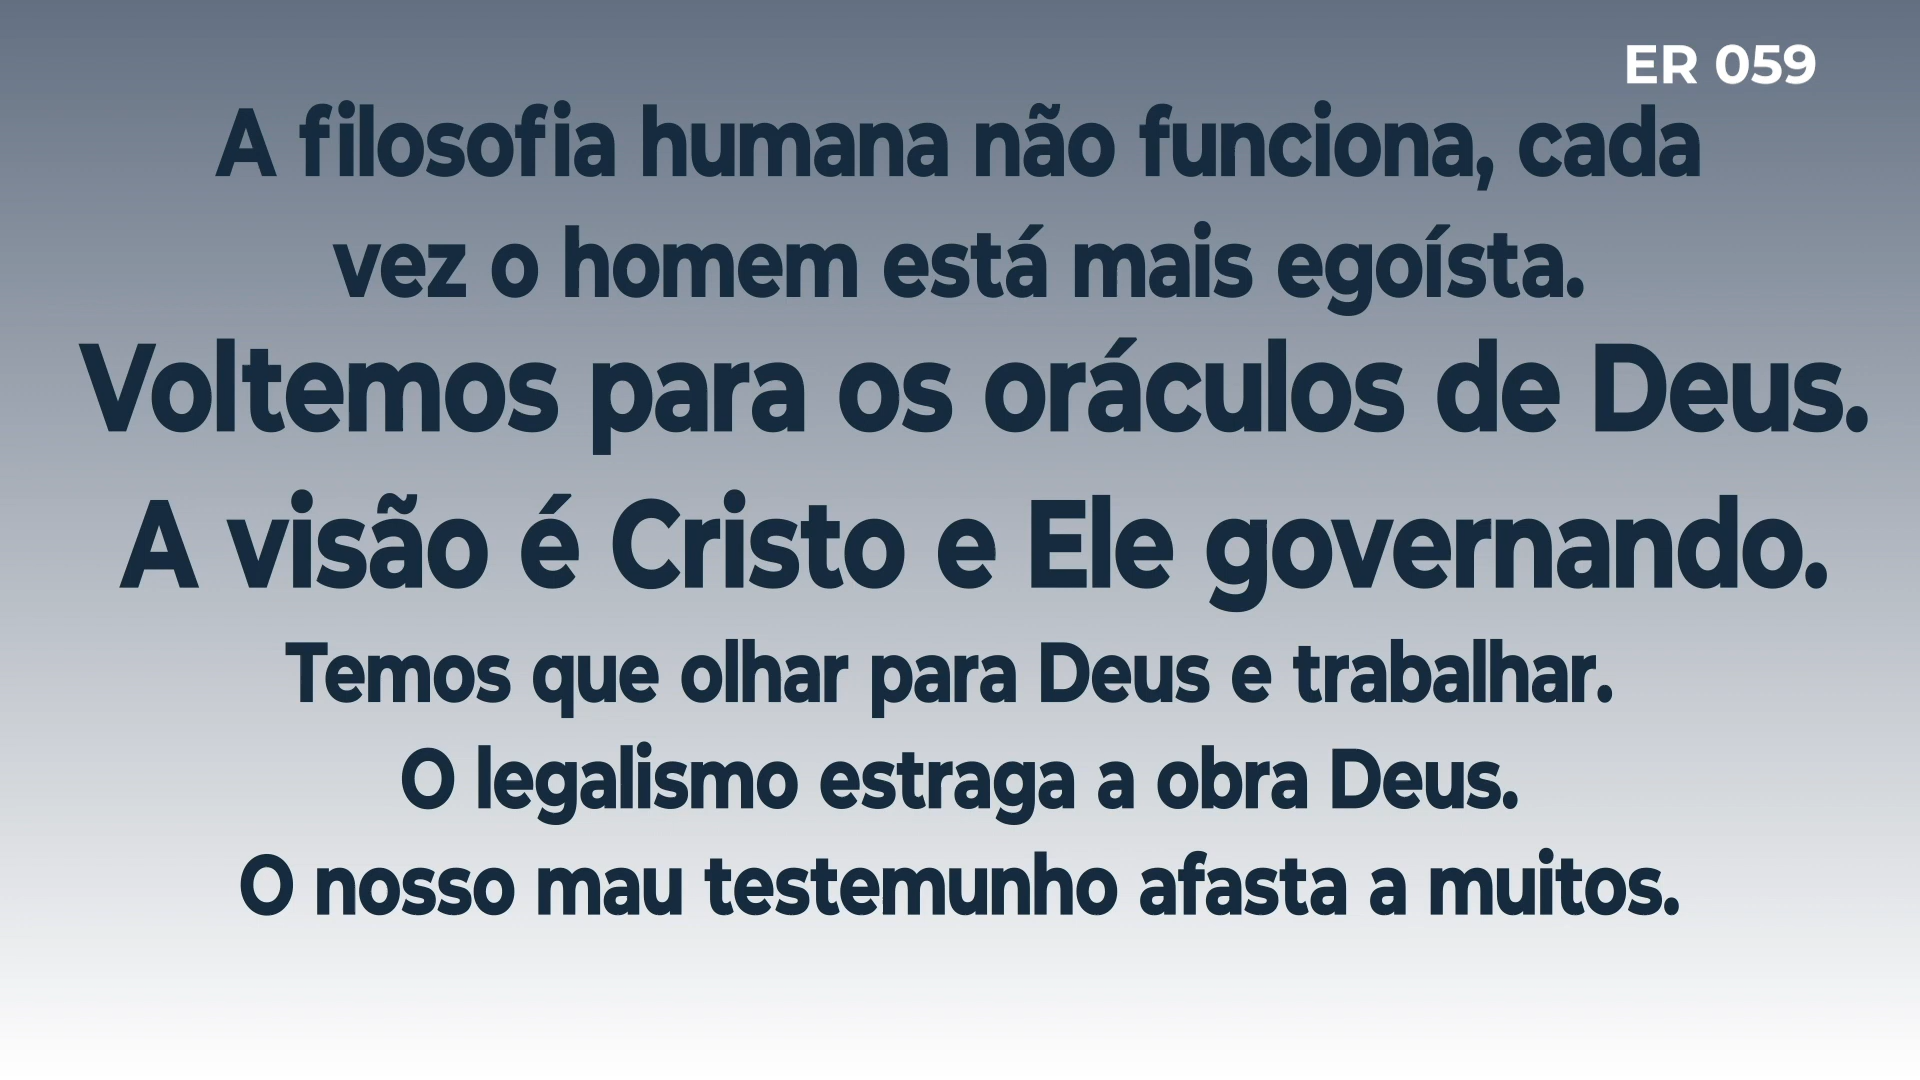 ER 059
A filosofia humana não funciona, cada
vez o homem está mais egoísta.
Voltemos para os oráculos de Deus.
A visão é Cristo e Ele governando.
Temos que olhar para Deus e trabalhar.
O legalismo estraga a obra Deus.
O nosso mau testemunho afasta a muitos.